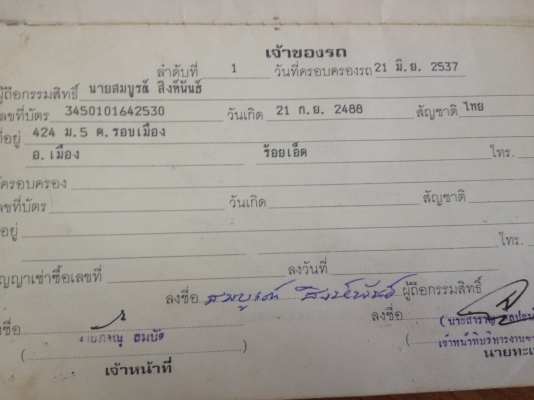 เจ้าของรถ
ลำดับที่ 1 วันที่ครอบครองรถ 21 มิ.ย. 2537
ผู้ถือกรรมสิทธิ์ นายสมบูรณ์ สิงห์นันธ์
เลขที่บัตร 3450101642530 วันเกิด 21 ก.ย. 2488 สัญชาติ ไทย
ที่อยู่ 424 ม.5 ต.รอบเมือง
อ.เมือง ร้อยเอ็ด โทร.
ครอบครอง
เลขที่บัตร วันเกิด สัญชาติ
อยู่
โทร.
สัญญาเช่าซื้อเลขที่ ลงวันที่
ลงชื่อ ผู้ถือกรรมสิทธิ์
ลงชื่อ ลงชื่อ
สมบัติ
เจ้าหน้าที่